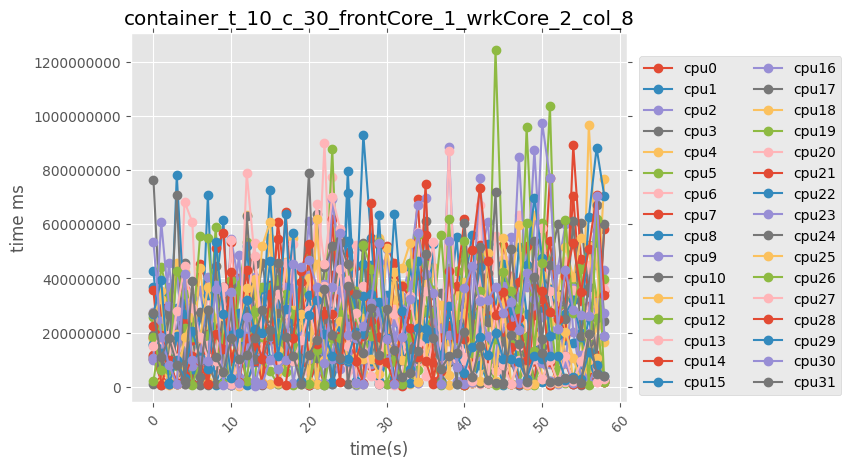 container_t_10_c_30_frontCore_1_wrkCore_2_col_8
1200000000
1000000000
800000000
600000000
400000000
200000000
0
time ms
0 10 20 30 40 50 60
time(s)
cpu0 cpu16
cpu1 cpu17
cpu2 cpu18
cpu3 cpu19
cpu4 cpu20
cpu5 cpu21
cpu6 cpu22
cpu7 cpu23
cpu8 cpu24
cpu9 cpu25
cpu10 cpu26
cpu11 cpu27
cpu12 cpu28
cpu13 cpu29
cpu14 cpu30
cpu15 cpu31